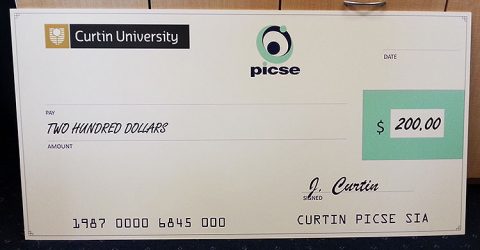 Curtin University
picse
DATE
PAY
TWO HUNDRED DOLLARS
$ 200.00
AMOUNT
J. Curtin
SIGNED
1987 0000 6845 000
CURTIN PICSE SIA